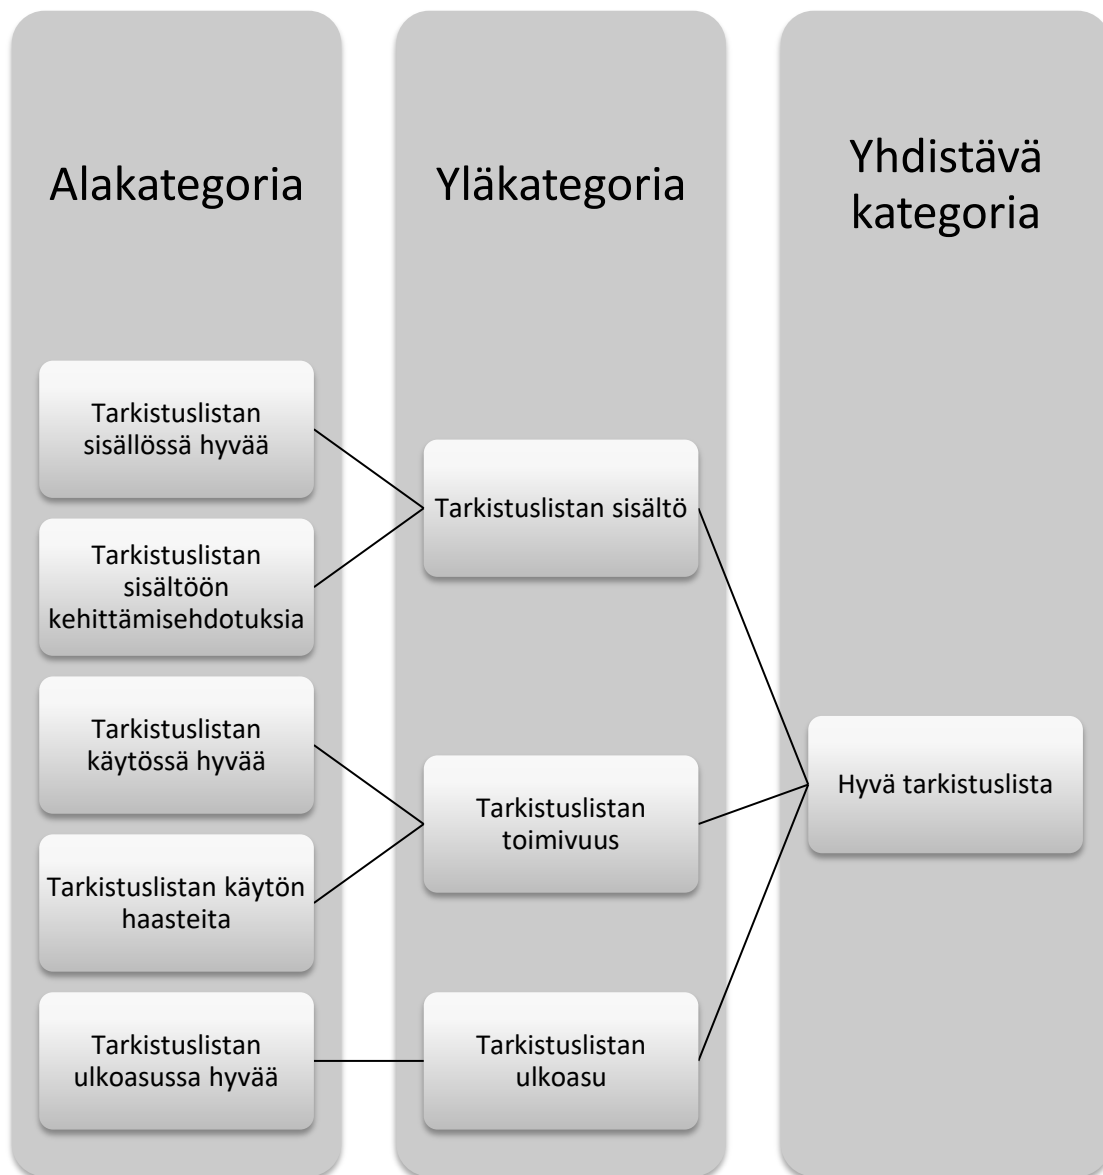 Alakategoria
Yläkategoria
Yhdistävä
kategoria
Tarkistuslistan
sisällössä hyvää
Tarkistuslistan
sisältöön
kehittämisehdotuksia
Tarkistuslistan
käytössä hyvää
Tarkistuslistan käytön
haasteita
Tarkistuslistan
ulkoasussa hyvää
Tarkistuslistan sisältö
Tarkistuslistan
toimivuus
Tarkistuslistan
ulkoasu
Hyvä tarkistuslista